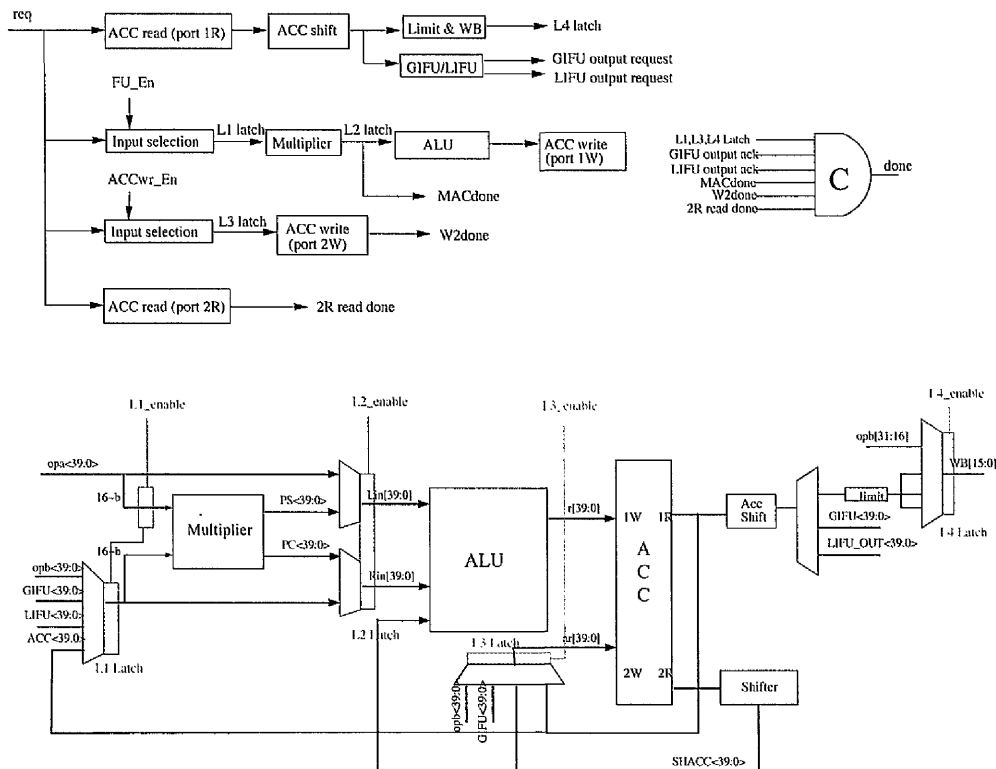 req
ACC read (port 1R)
ACC shift
Limit & WB
L4 latch
GIFU/LIFU
GIFU output request
LIFU output request
FU_En
Input selection
L1 latch
Multiplier
L2 latch
ALU
ACC write
(port 1W)
MACdone
ACCwr_En
Input selection
L3 latch
ACC write
(port 2W)
W2done
ACC read (port 2R)
2R read done
L1,L3,L4 Latch
GIFU output ack
LIFU output ack
MACdone
W2done
2R read done
C
done
L1_enable
L2_enable
L3_enable
L4_enable
opa<39:0>
16-b
Multiplier
PS<39:0>
PC<39:0>
16-b
opb<39:0>
GIFU<39:0>
LIFU<39:0>
ACC<39:0>
L1 Latch
Lin[39:0]
Rin[39:0]
L2 Latch
ALU
r[39:0]
ar[39:0]
L3 Latch
opb<39:0>
GIFU<39:0>
1W
1R
A
C
C
2W
2R
Acc
Shift
Shifter
SHACC<39:0>
opb[31:16]
limit
GIFU<39:0>
LIFU_OUT<39:0>
WB[15:0]
L4 Latch